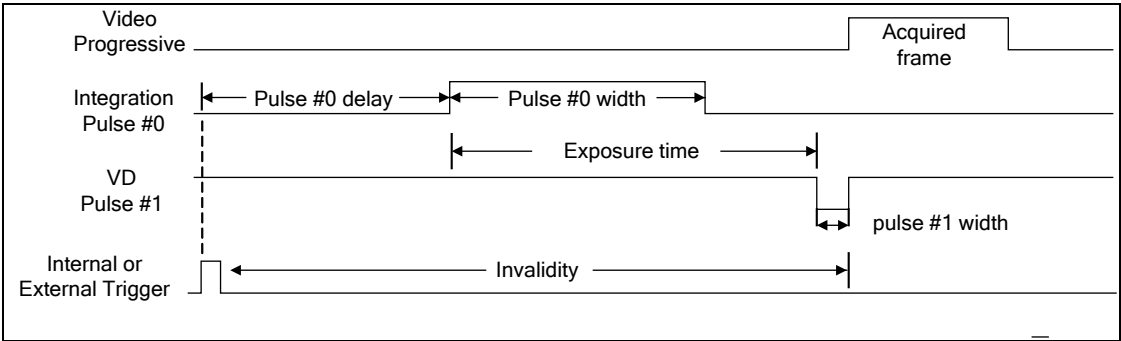 Video
Progressive
Acquired
frame
Integration
Pulse #0
Pulse #0 delay
Pulse #0 width
Exposure time
VD
Pulse #1
pulse #1 width
Internal or
External Trigger
Invalidity